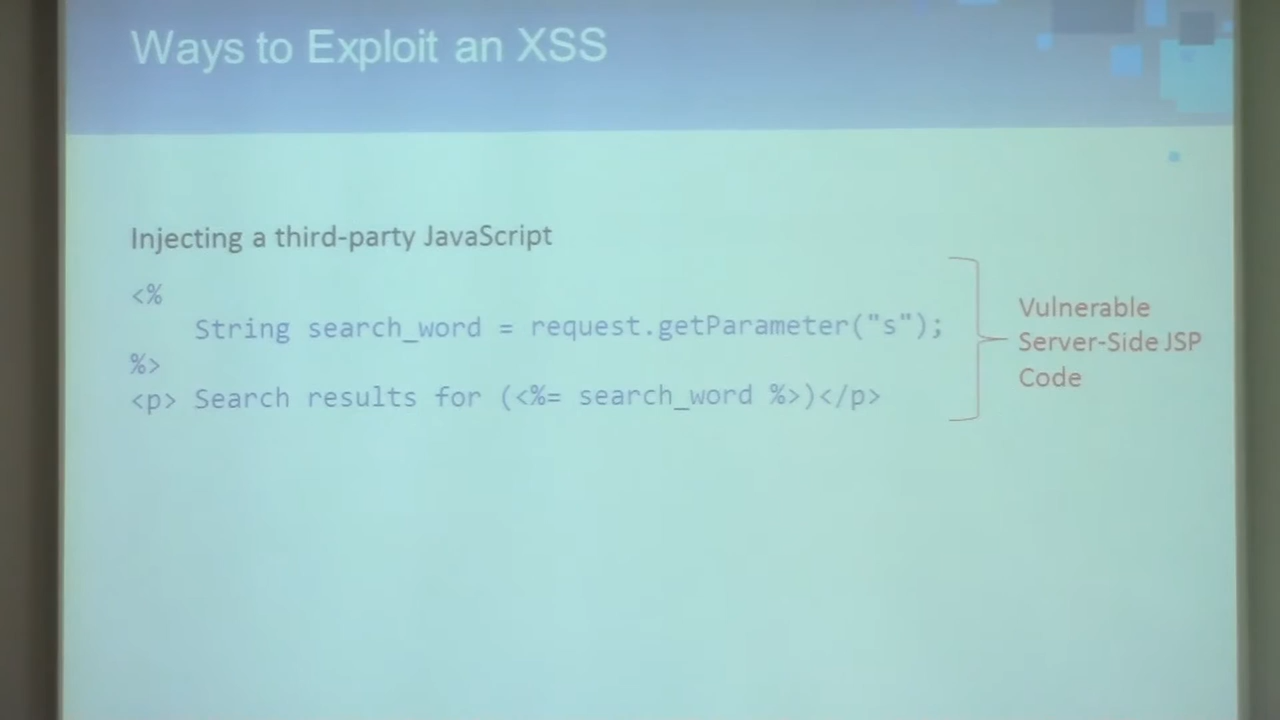 Ways to Exploit an XSS
Injecting a third-party JavaScript
<%
String search_word = request.getParameter("s");
%>
<p> Search results for (<%= search_word %>)</p>
Vulnerable
Server-Side JSP
Code